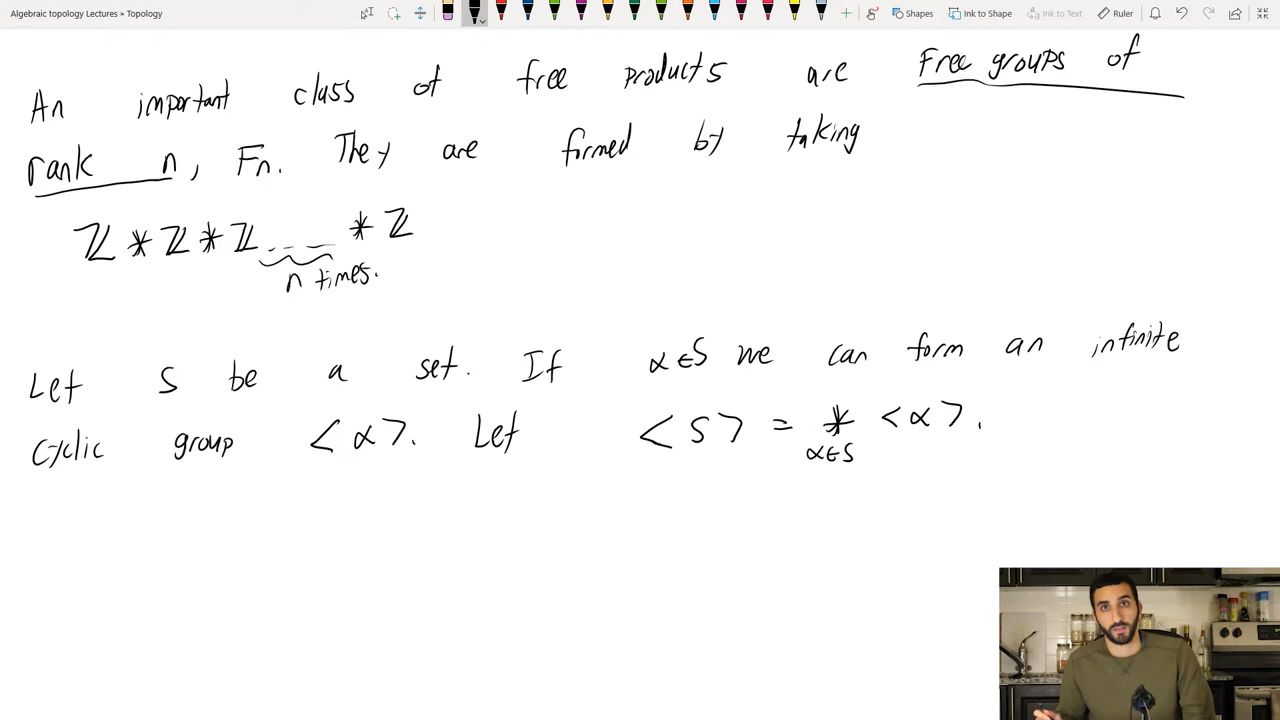 Algebraic topology Lectures » Topology
Shapes Ink to Shape Ink to Text Ruler
An important class of free products are Free groups of
rank n, Fn. They are formed by taking
ℤ * ℤ * ℤ ---- * ℤ
n times.
Let S be a set. If α∈S we can form an infinite
cyclic group <α>. Let <S> = * <α>.
α∈S